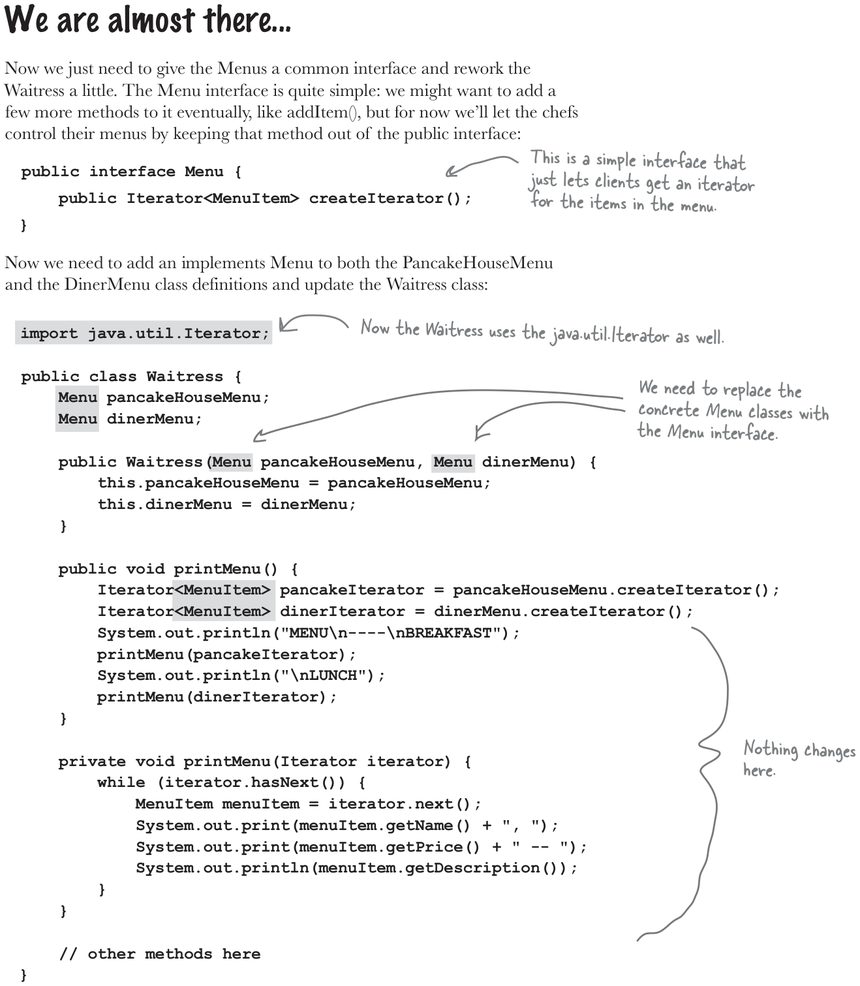 We are almost there...
Now we just need to give the Menus a common interface and rework the
Waitress a little. The Menu interface is quite simple: we might want to add a
few more methods to it eventually, like addItem(), but for now we’ll let the chefs
control their menus by keeping that method out of the public interface:
public interface Menu {
public Iterator<MenuItem> createIterator();
}
This is a simple interface that
just lets clients get an iterator
for the items in the menu.
Now we need to add an implements Menu to both the PancakeHouseMenu
and the DinerMenu class definitions and update the Waitress class:
import java.util.Iterator;
Now the Waitress uses the java.util.Iterator as well.
public class Waitress {
Menu pancakeHouseMenu;
Menu dinerMenu;
We need to replace the
concrete Menu classes with
the Menu interface.
public Waitress(Menu pancakeHouseMenu, Menu dinerMenu) {
this.pancakeHouseMenu = pancakeHouseMenu;
this.dinerMenu = dinerMenu;
}
public void printMenu() {
Iterator<MenuItem> pancakeIterator = pancakeHouseMenu.createIterator();
Iterator<MenuItem> dinerIterator = dinerMenu.createIterator();
System.out.println("MENU\n----\nBREAKFAST");
printMenu(pancakeIterator);
System.out.println("\nLUNCH");
printMenu(dinerIterator);
}
private void printMenu(Iterator iterator) {
while (iterator.hasNext()) {
MenuItem menuItem = iterator.next();
System.out.print(menuItem.getName() + ", ");
System.out.print(menuItem.getPrice() + " -- ");
System.out.println(menuItem.getDescription());
}
}
Nothing changes
here.
// other methods here
}